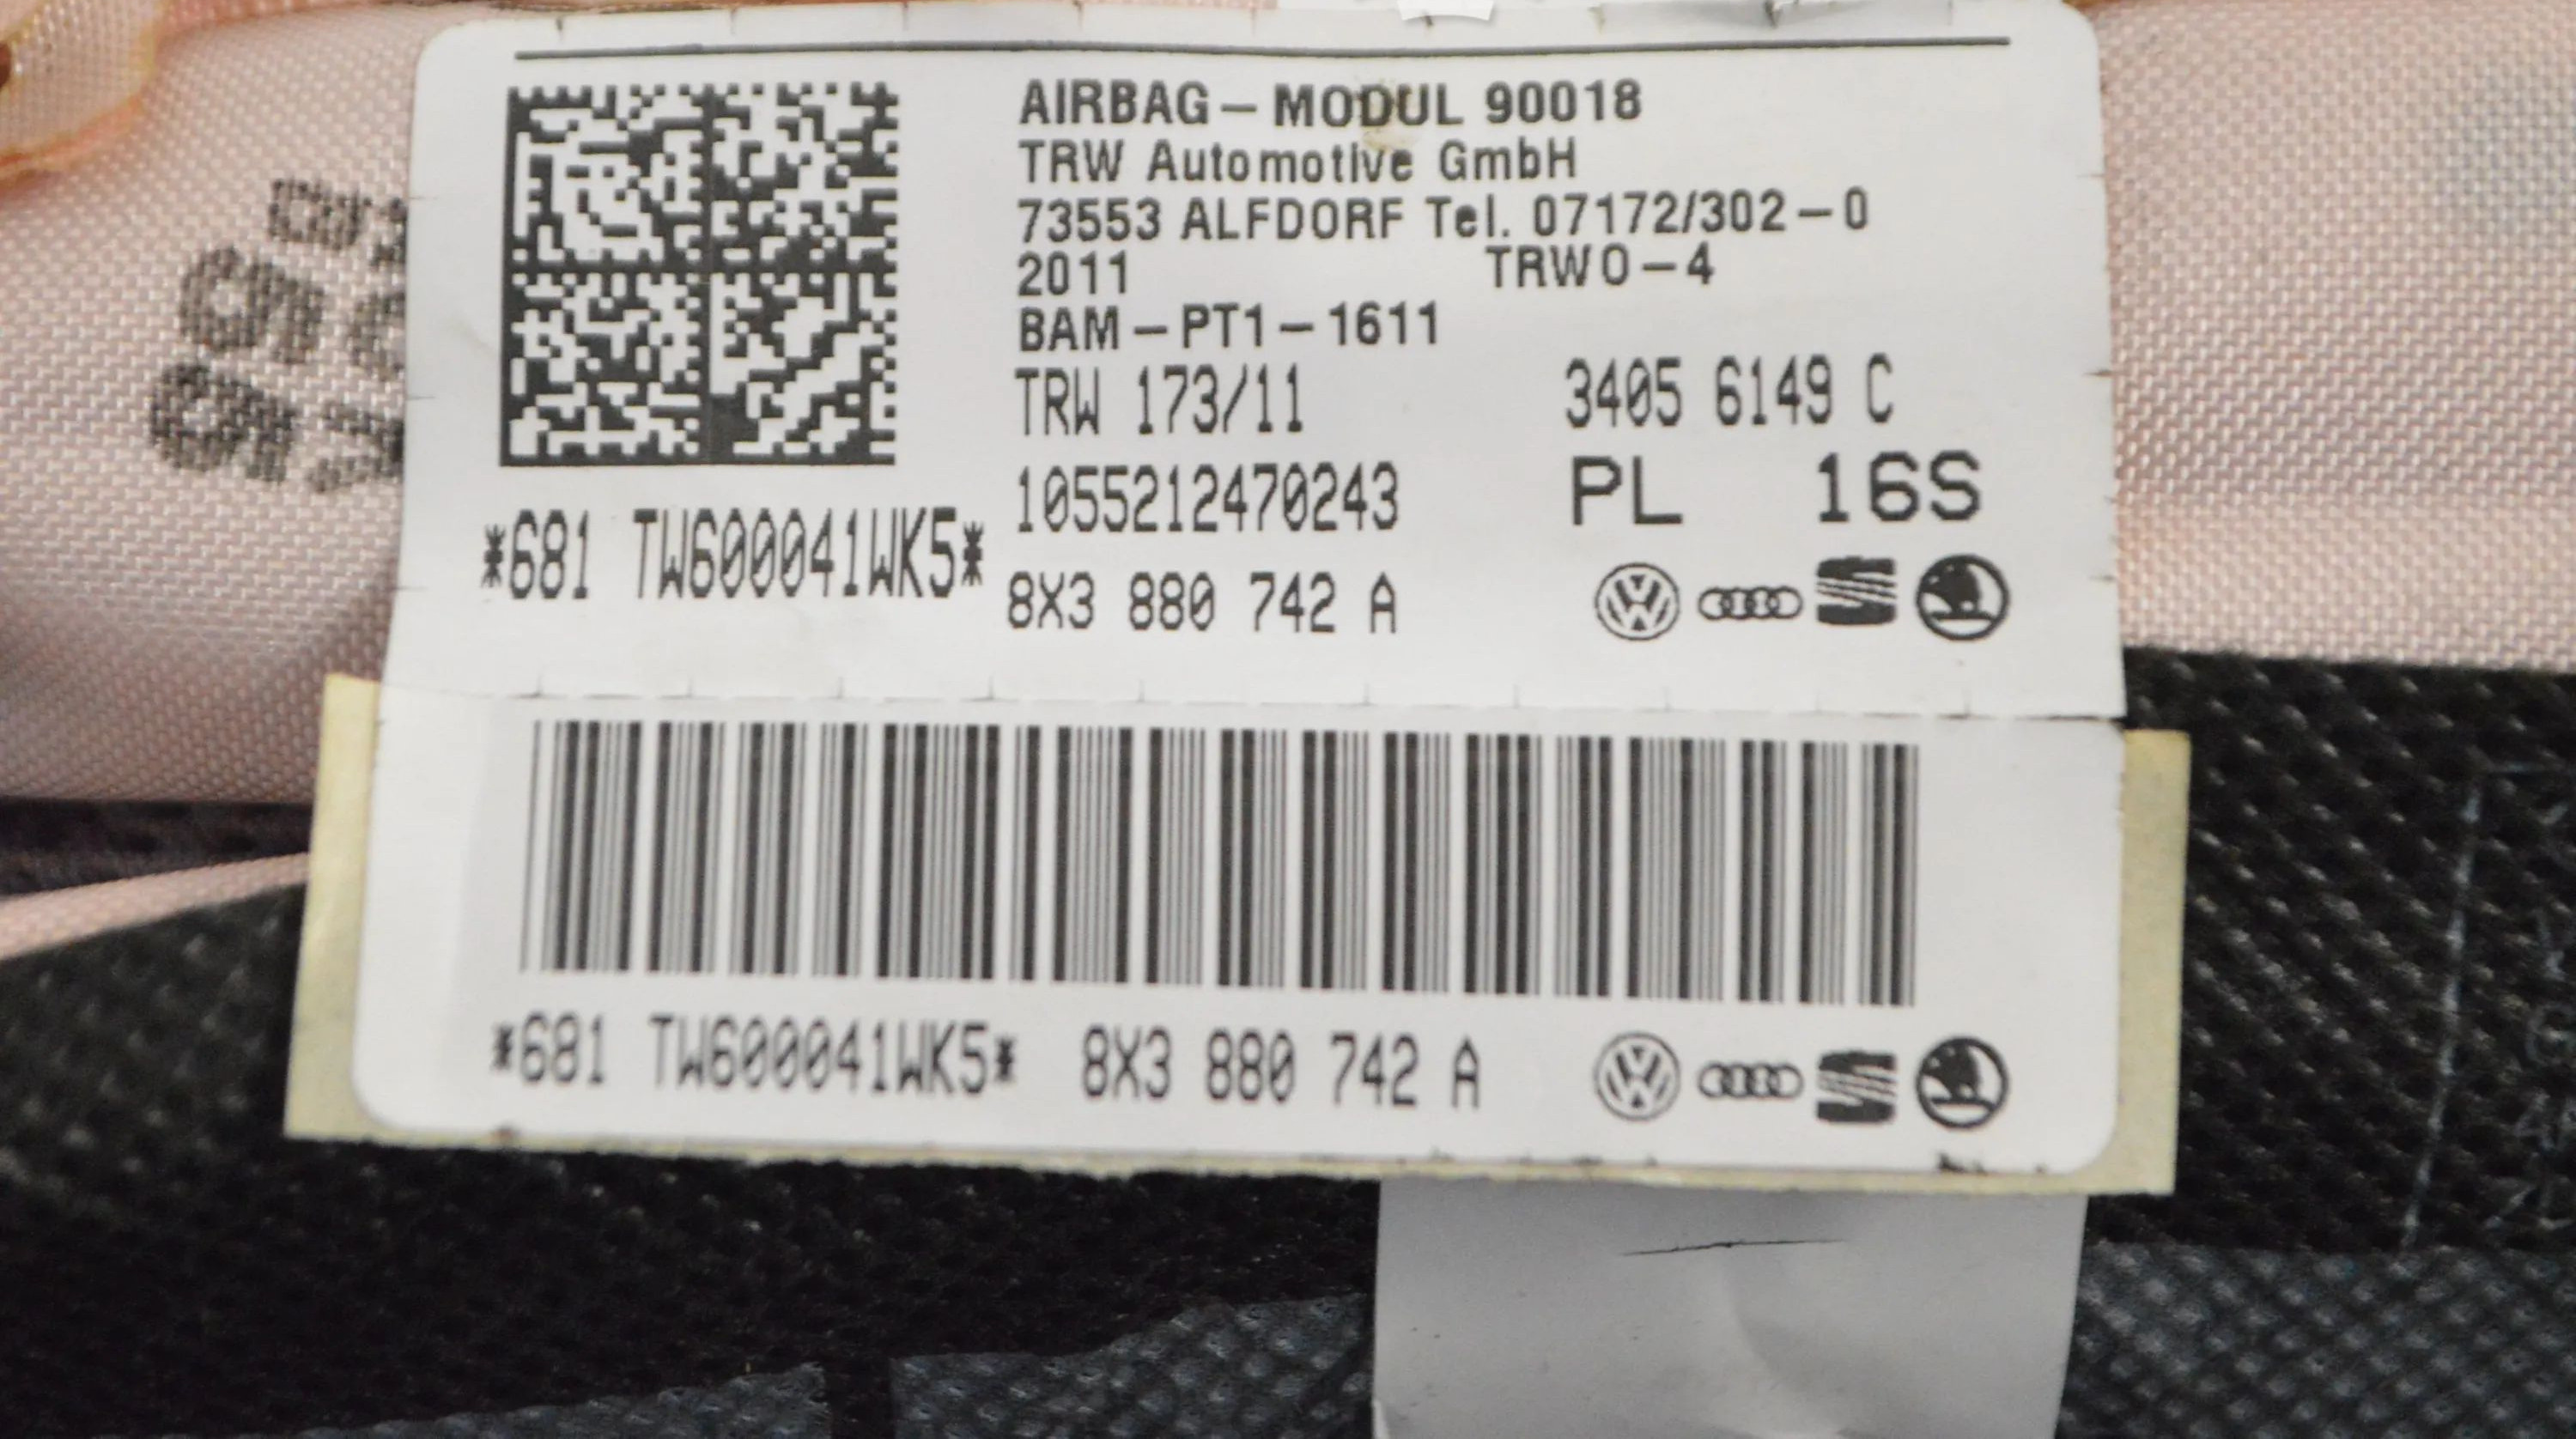 AIRBAG – MODUL 90018
TRW Automotive GmbH
73553 ALFDORF Tel. 07172/302 – 0
2011 TRWO – 4
BAM – PT1 – 1611
TRW 173/11 3405 6149 C
1055212470243 PL 16S
*681 TW600041WK5*
8X3 880 742 A
*681 TW600041WK5* 8X3 880 742 A